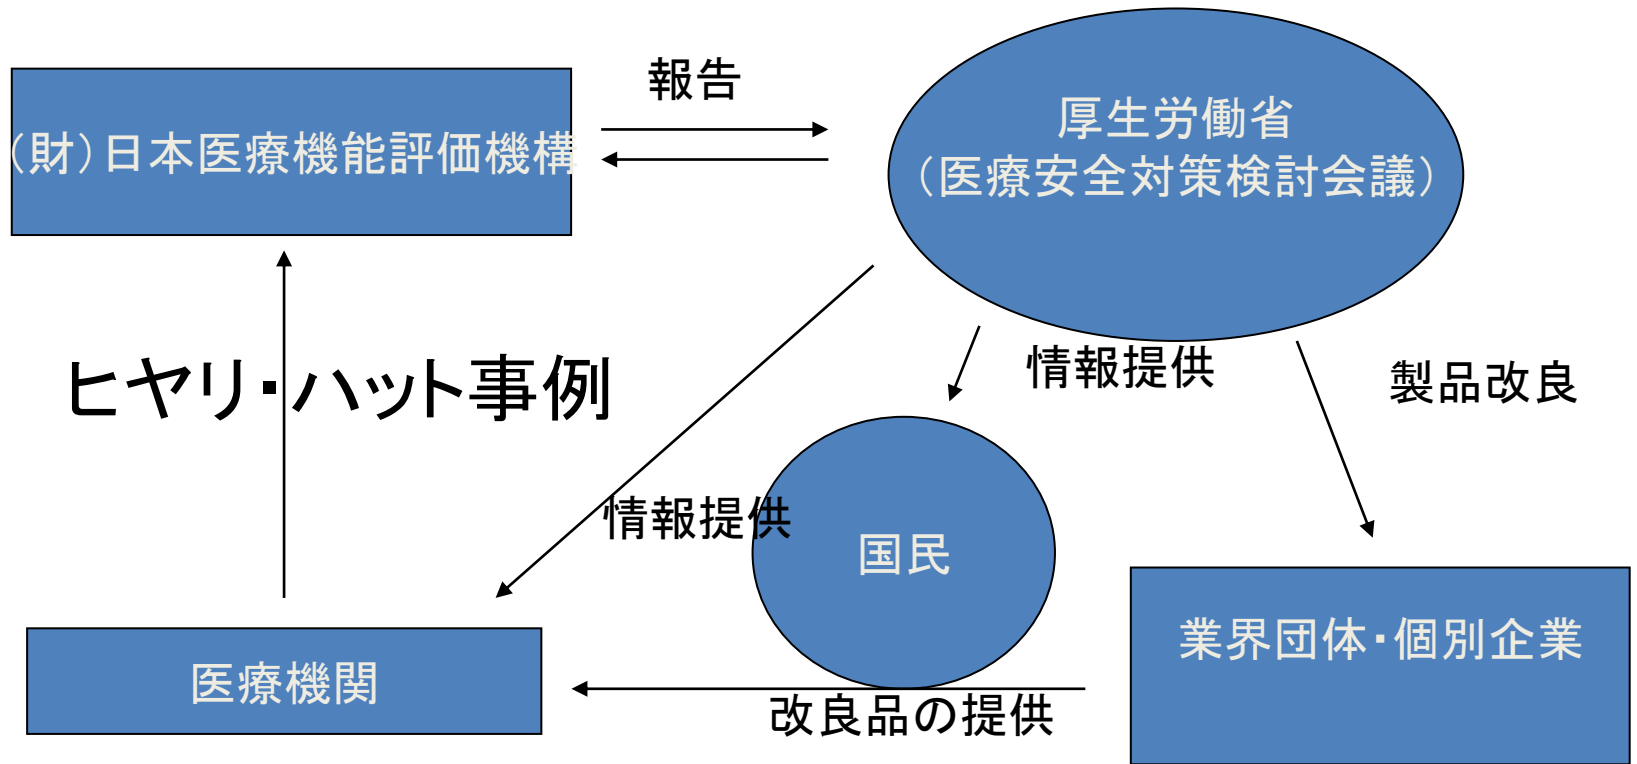 報告
(財)日本医療機能評価機構
厚生労働省
(医療安全対策検討会議)
ヒヤリ・ハット事例
情報提供
製品改良
情報提供
国民
業界団体・個別企業
医療機関
改良品の提供